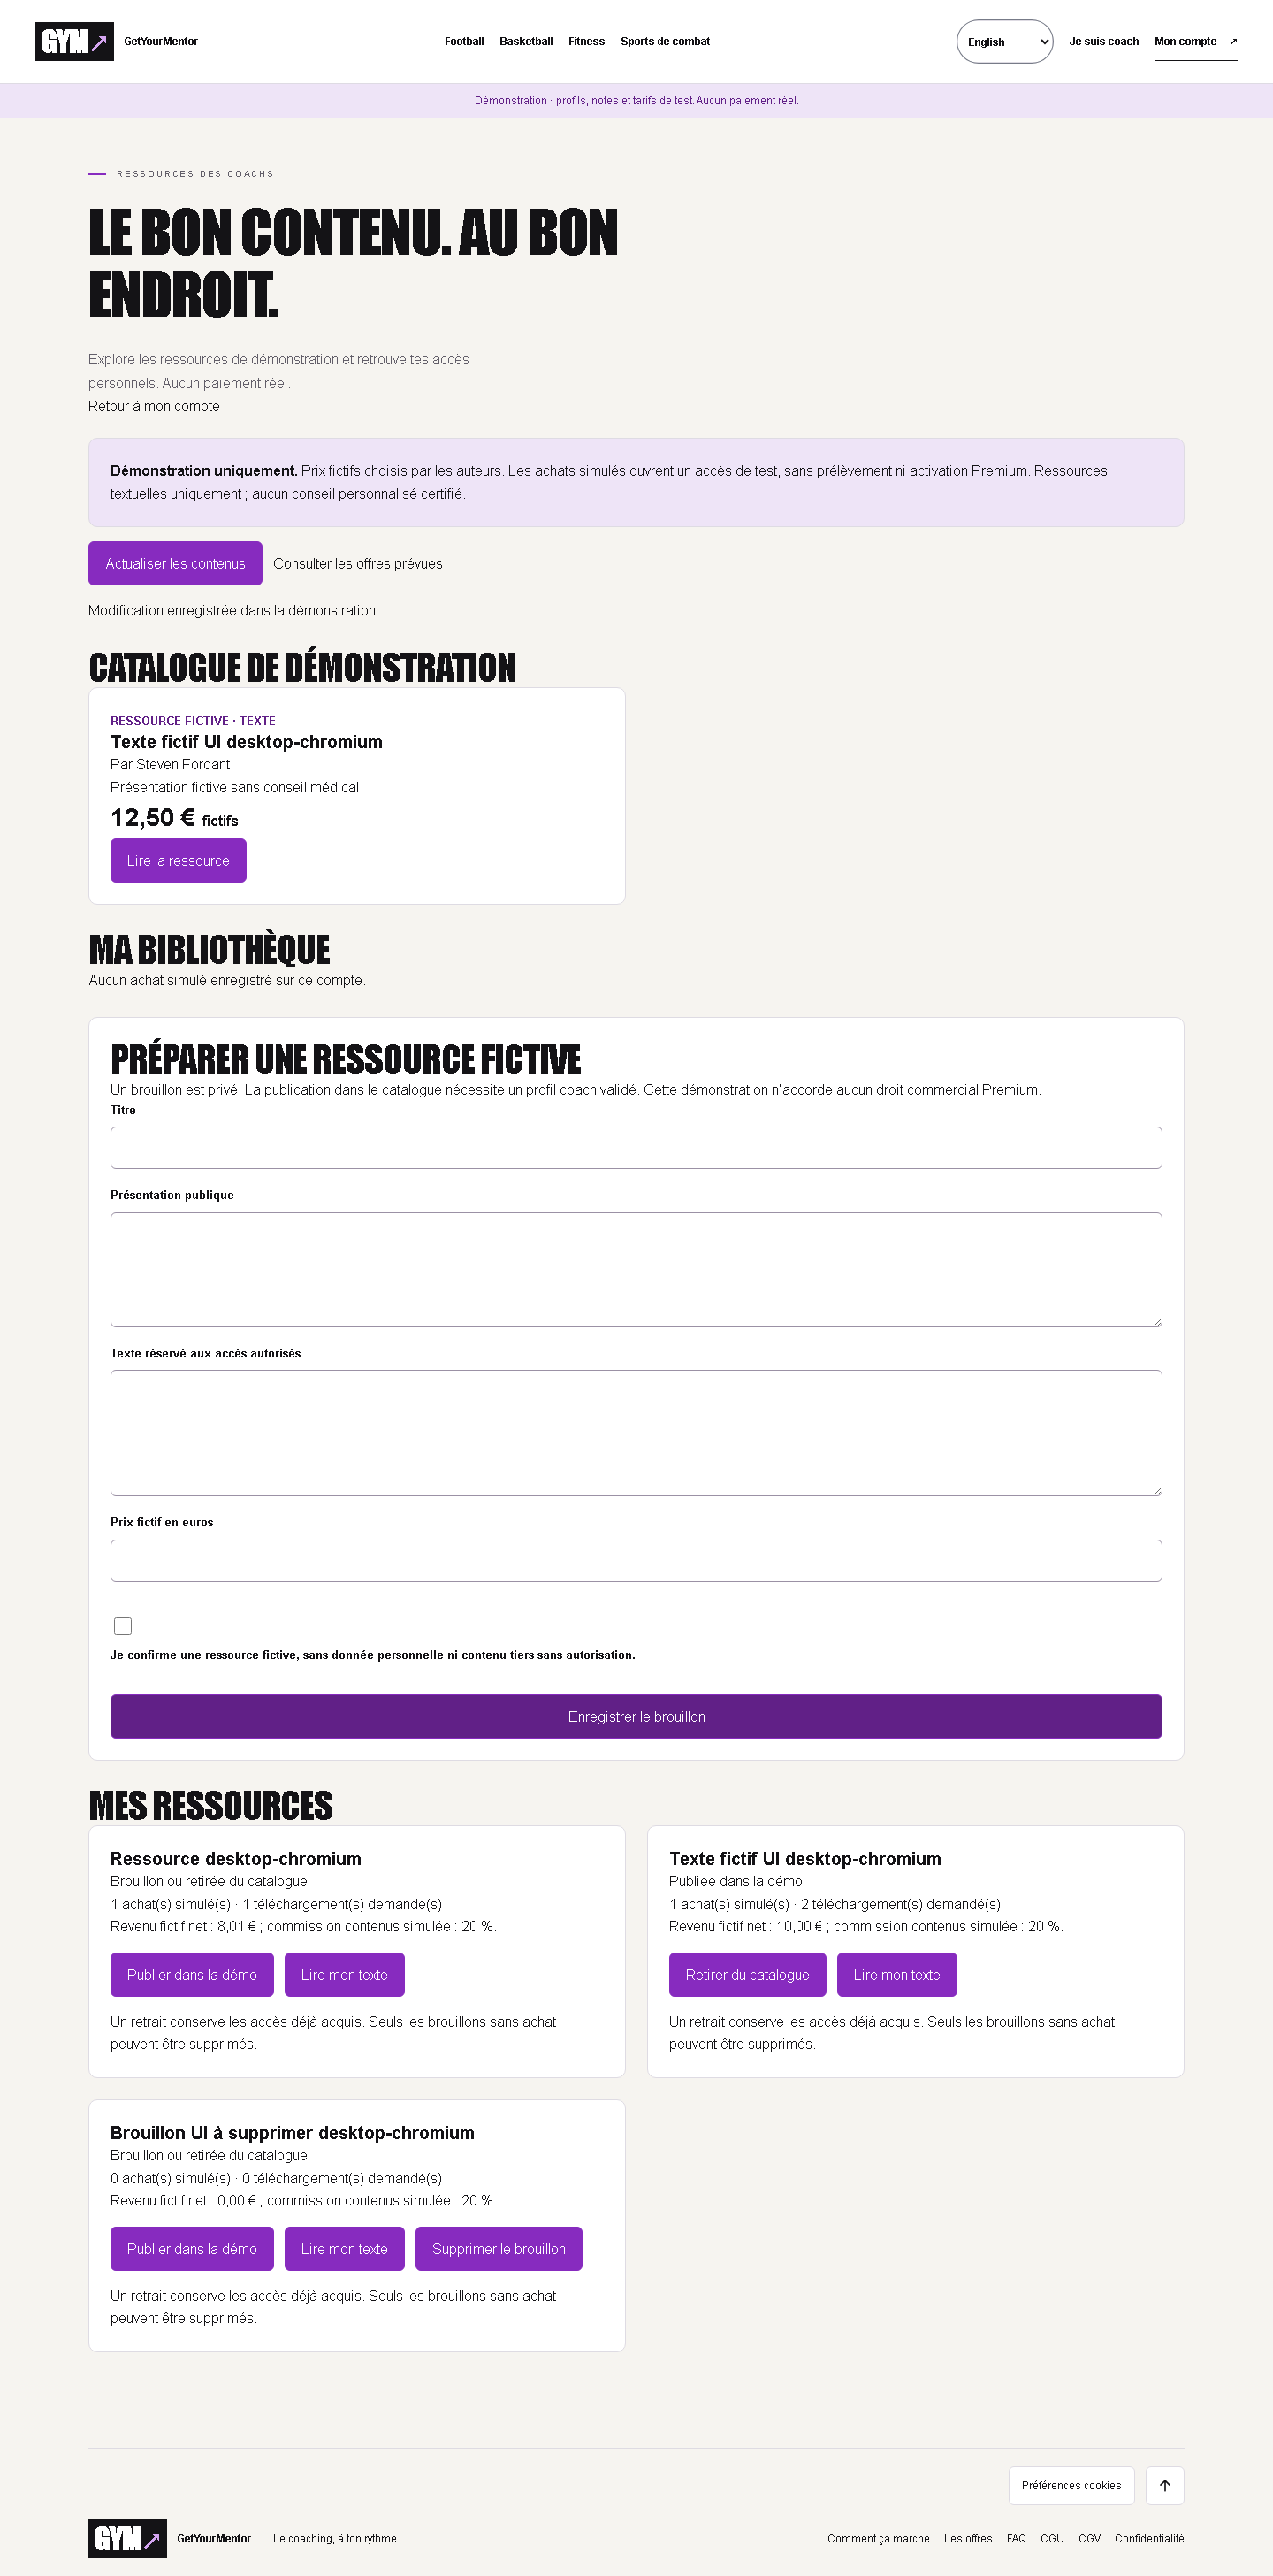 GYM↗ GetYourMentor
Football Basketball Fitness Sports de combat
English Je suis coach Mon compte ↗
Démonstration · profils, notes et tarifs de test. Aucun paiement réel.
RESSOURCES DES COACHS
LE BON CONTENU. AU BON
ENDROIT.
Explore les ressources de démonstration et retrouve tes accès
personnels. Aucun paiement réel.
Retour à mon compte
Démonstration uniquement. Prix fictifs choisis par les auteurs. Les achats simulés ouvrent un accès de test, sans prélèvement ni activation Premium. Ressources
textuelles uniquement ; aucun conseil personnalisé certifié.
Actualiser les contenus Consulter les offres prévues
Modification enregistrée dans la démonstration.
CATALOGUE DE DÉMONSTRATION
RESSOURCE FICTIVE · TEXTE
Texte fictif UI desktop-chromium
Par Steven Fordant
Présentation fictive sans conseil médical
12,50 € fictifs
Lire la ressource
MA BIBLIOTHÈQUE
Aucun achat simulé enregistré sur ce compte.
PRÉPARER UNE RESSOURCE FICTIVE
Un brouillon est privé. La publication dans le catalogue nécessite un profil coach validé. Cette démonstration n'accorde aucun droit commercial Premium.
Titre
Présentation publique
Texte réservé aux accès autorisés
Prix fictif en euros
Je confirme une ressource fictive, sans donnée personnelle ni contenu tiers sans autorisation.
Enregistrer le brouillon
MES RESSOURCES
Ressource desktop-chromium
Brouillon ou retirée du catalogue
1 achat(s) simulé(s) · 1 téléchargement(s) demandé(s)
Revenu fictif net : 8,01 € ; commission contenus simulée : 20 %.
Publier dans la démo Lire mon texte
Un retrait conserve les accès déjà acquis. Seuls les brouillons sans achat
peuvent être supprimés.
Texte fictif UI desktop-chromium
Publiée dans la démo
1 achat(s) simulé(s) · 2 téléchargement(s) demandé(s)
Revenu fictif net : 10,00 € ; commission contenus simulée : 20 %.
Retirer du catalogue Lire mon texte
Un retrait conserve les accès déjà acquis. Seuls les brouillons sans achat
peuvent être supprimés.
Brouillon UI à supprimer desktop-chromium
Brouillon ou retirée du catalogue
0 achat(s) simulé(s) · 0 téléchargement(s) demandé(s)
Revenu fictif net : 0,00 € ; commission contenus simulée : 20 %.
Publier dans la démo Lire mon texte Supprimer le brouillon
Un retrait conserve les accès déjà acquis. Seuls les brouillons sans achat
peuvent être supprimés.
Préférences cookies ↑
GYM↗ GetYourMentor Le coaching, à ton rythme.
Comment ça marche Les offres FAQ CGU CGV Confidentialité